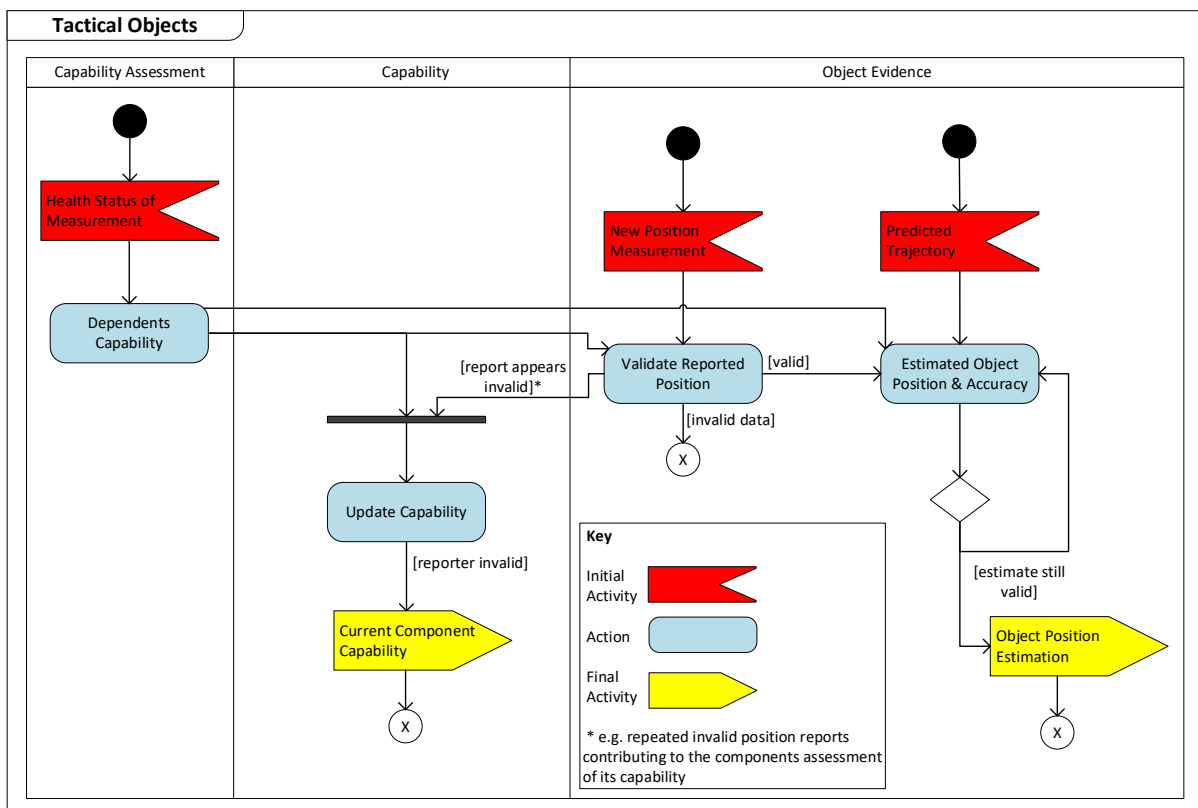 Tactical Objects
Capability Assessment
Capability
Object Evidence
Health Status of
Measurement
New Position
Measurement
Predicted
Trajectory
Dependents
Capability
Validate Reported
Position
[valid]
Estimated Object
Position & Accuracy
[report appears
invalid]*
[invalid data]
X
Update Capability
[reporter invalid]
Current Component
Capability
X
Key
Initial
Activity
Action
Final
Activity
* e.g. repeated invalid position reports
contributing to the components assessment
of its capability
[estimate still
valid]
Object Position
Estimation
X